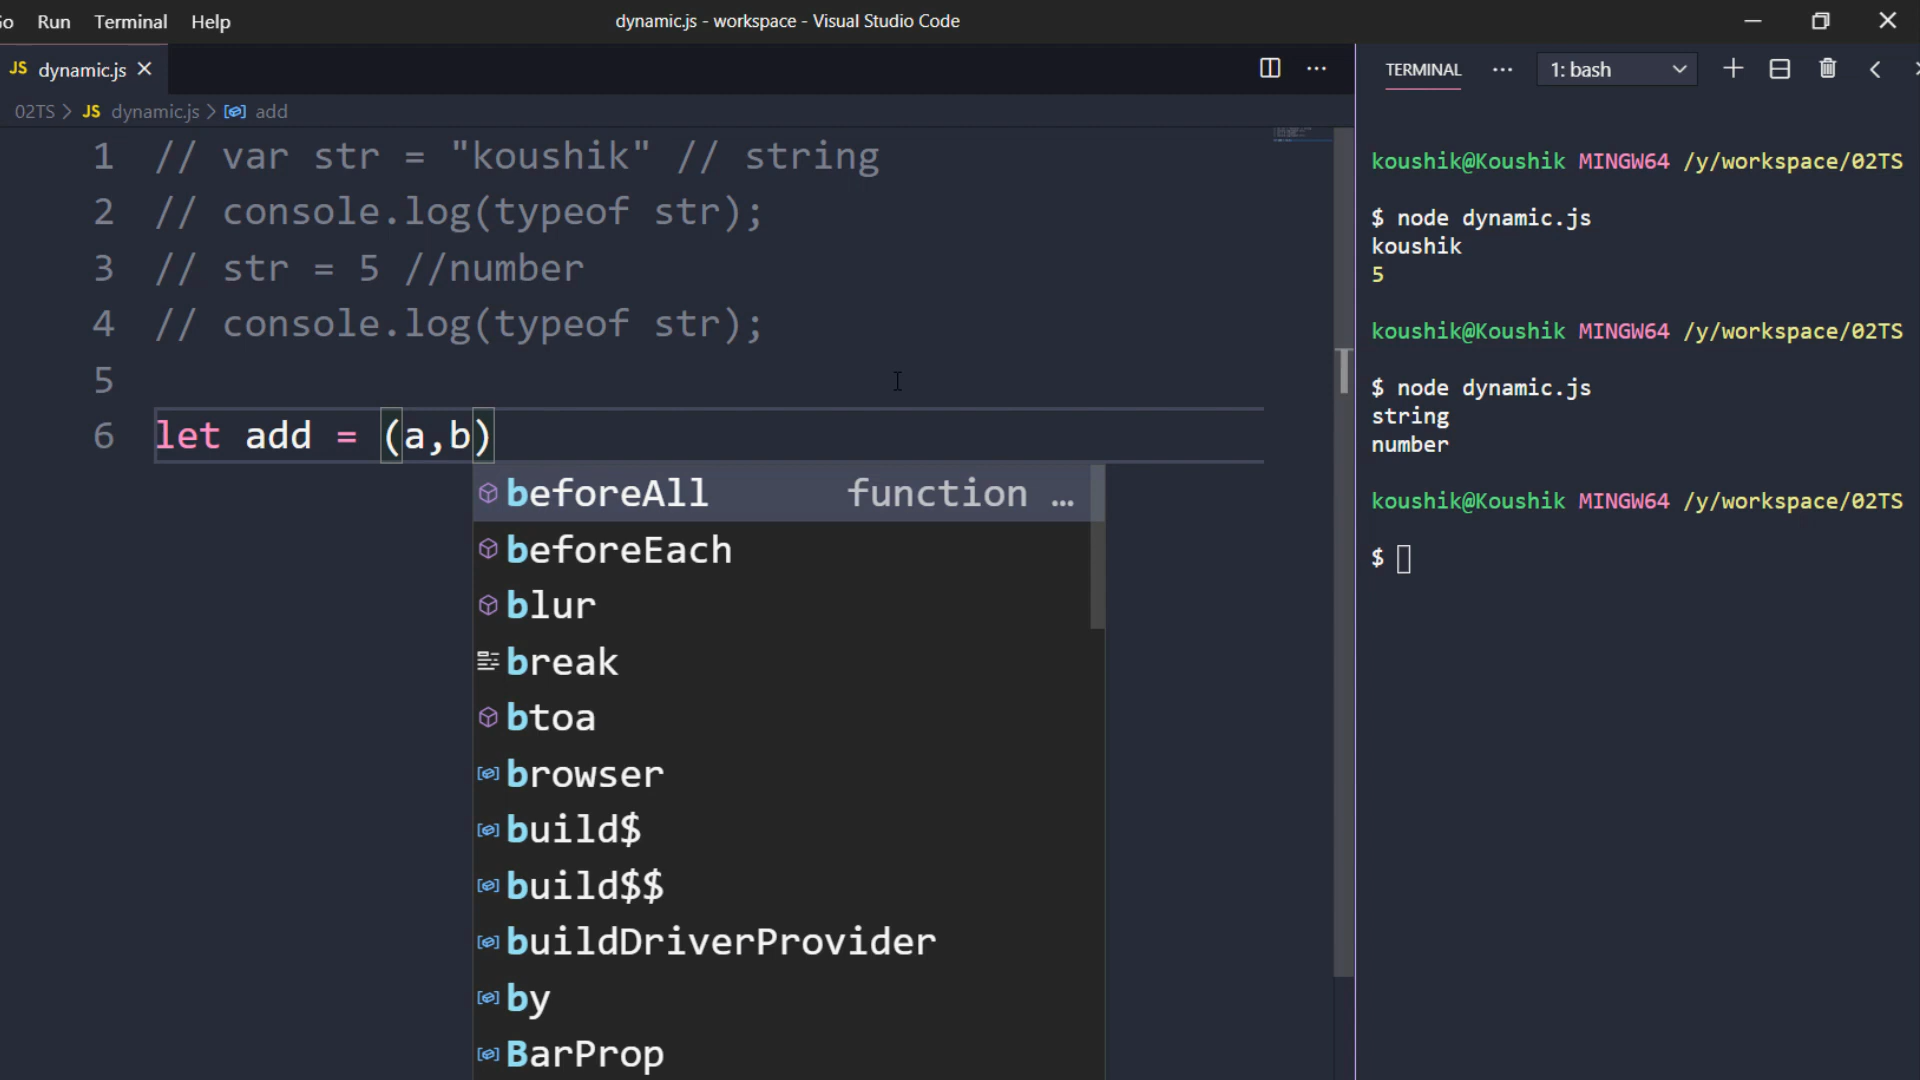 o Run Terminal Help dynamic.js - workspace - Visual Studio Code
JS dynamic.js
02TS > JS dynamic.js > add
1 // var str = "koushik" // string
2 // console.log(typeof str);
3 // str = 5 //number
4 // console.log(typeof str);
5
6 let add = (a,b)
beforeAll function …
beforeEach
blur
break
btoa
browser
build$
build$$
buildDriverProvider
by
BarProp
TERMINAL ··· 1: bash
koushik@Koushik MINGW64 /y/workspace/02TS
$ node dynamic.js
koushik
5
koushik@Koushik MINGW64 /y/workspace/02TS
$ node dynamic.js
string
number
koushik@Koushik MINGW64 /y/workspace/02TS
$